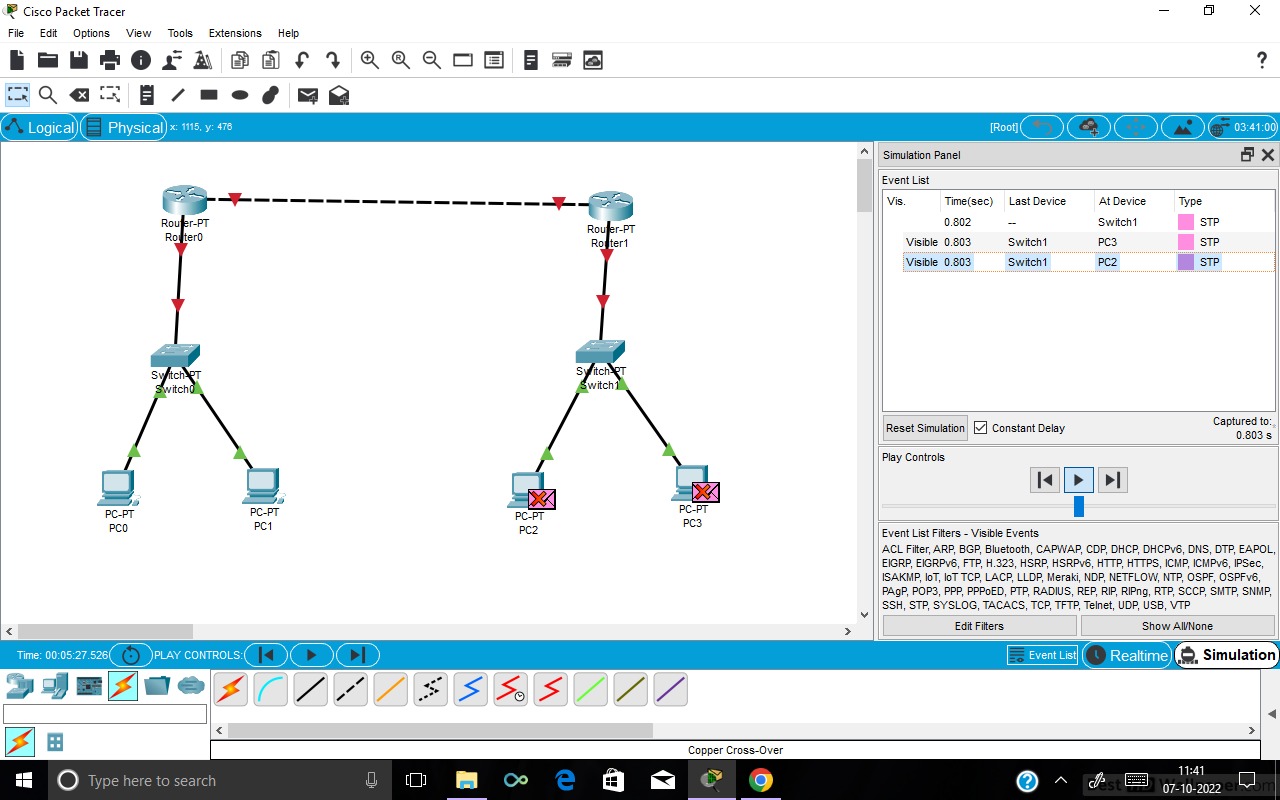 Cisco Packet Tracer
File Edit Options View Tools Extensions Help
Logical Physical x: 1115, y: 476 [Root] 03:41:00
Router-PT
Router0
Router-PT
Router1
Switch-PT
Switch0
Switch-PT
Switch1
PC-PT
PC0
PC-PT
PC1
PC-PT
PC2
PC-PT
PC3
Simulation Panel
Event List
Vis. Time(sec) Last Device At Device Type
0.802 -- Switch1 STP
Visible 0.803 Switch1 PC3 STP
Visible 0.803 Switch1 PC2 STP
Reset Simulation Constant Delay Captured to:
0.803 s
Play Controls
Event List Filters - Visible Events
ACL Filter, ARP, BGP, Bluetooth, CAPWAP, CDP, DHCP, DHCPv6, DNS, DTP, EAPOL,
EIGRP, EIGRPv6, FTP, H.323, HSRP, HSRPv6, HTTP, HTTPS, ICMP, ICMPv6, IPSec,
ISAKMP, IoT, IoT TCP, LACP, LLDP, Meraki, NDP, NETFLOW, NTP, OSPF, OSPFv6,
PAgP, POP3, PPP, PPPoED, PTP, RADIUS, REP, RIP, RIPng, RTP, SCCP, SMTP, SNMP,
SSH, STP, SYSLOG, TACACS, TCP, TFTP, Telnet, UDP, USB, VTP
Edit Filters Show All/None
Time: 00:05:27.526 PLAY CONTROLS: Event List Realtime Simulation
Copper Cross-Over
Type here to search
11:41
07-10-2022